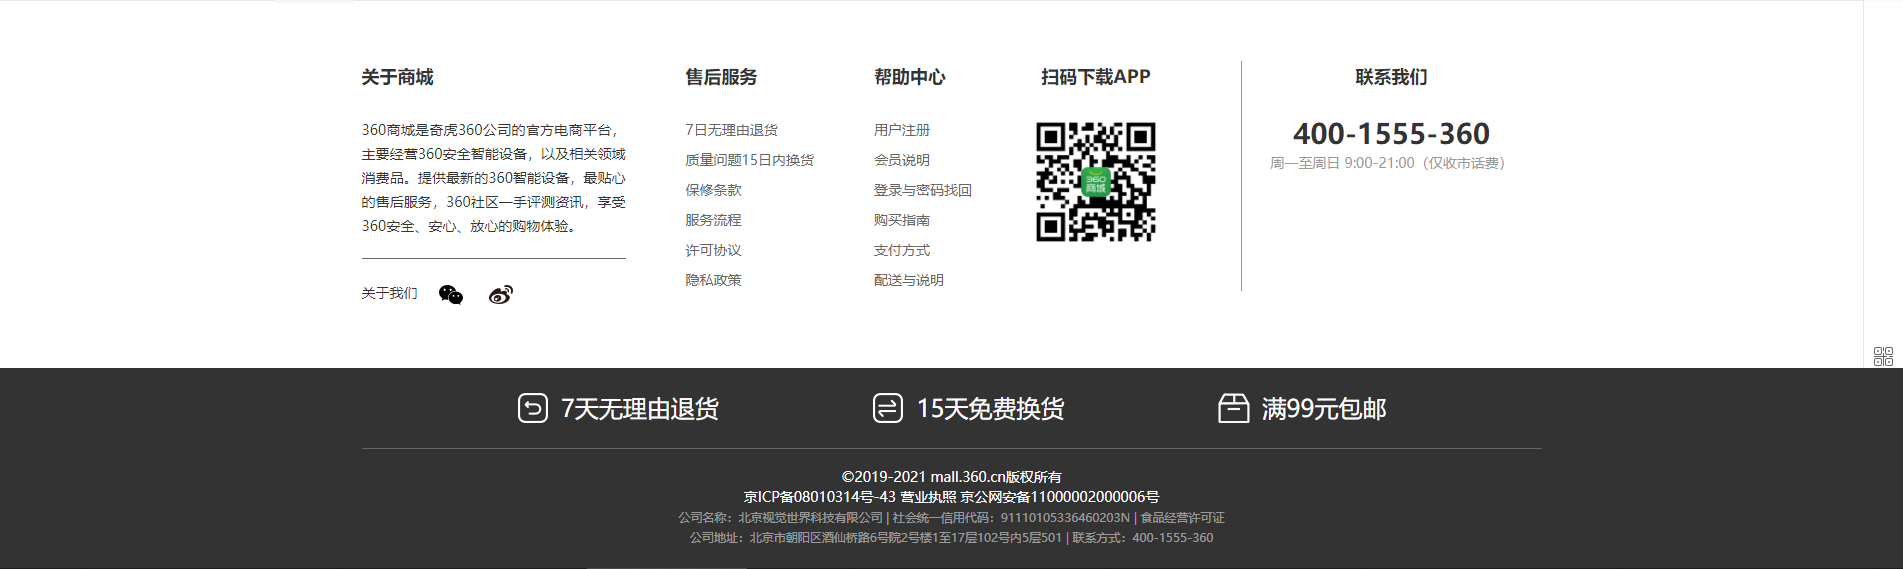 关于商城
360商城是奇虎360公司的官方电商平台，
主要经营360安全智能设备，以及相关领域
消费品。提供最新的360智能设备，最贴心
的售后服务，360社区一手评测资讯，享受
360安全、安心、放心的购物体验。
关于我们
售后服务
7日无理由退货
质量问题15日内换货
保修条款
服务流程
许可协议
隐私政策
帮助中心
用户注册
会员说明
登录与密码找回
购买指南
支付方式
配送与说明
扫码下载APP
360
商城
联系我们
400-1555-360
周一至周日 9:00-21:00（仅收市话费）
7天无理由退货
15天免费换货
满99元包邮
©2019-2021 mall.360.cn版权所有
京ICP备08010314号-43 营业执照 京公网安备11000002000006号
公司名称：北京视觉世界科技有限公司 | 社会统一信用代码：91110105336460203N | 食品经营许可证
公司地址：北京市朝阳区酒仙桥路6号院2号楼1至17层102号内5层501 | 联系方式：400-1555-360